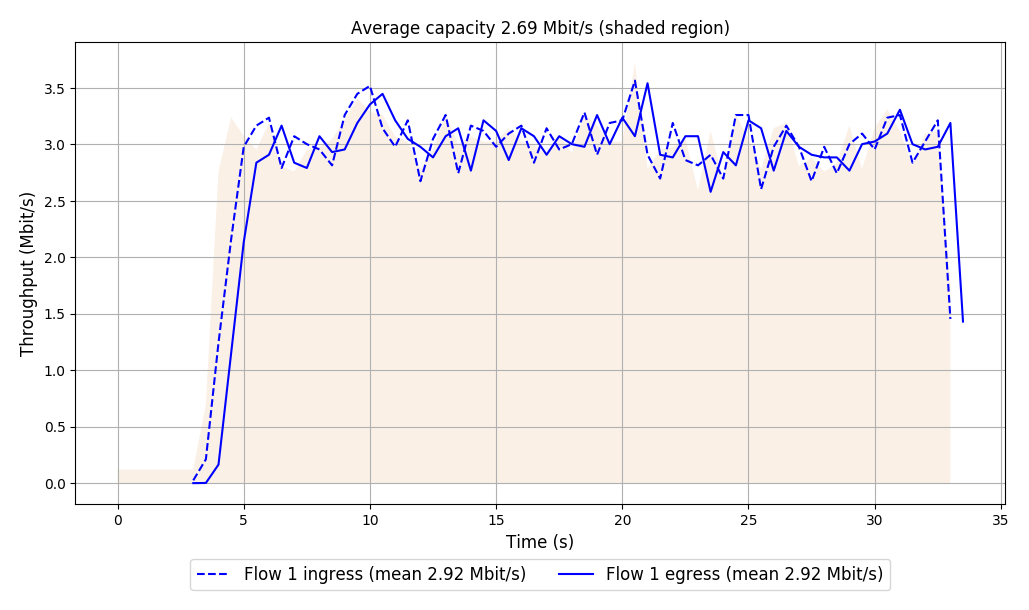 Average capacity 2.69 Mbit/s (shaded region)
Throughput (Mbit/s)
3.5
3.0
2.5
2.0
1.5
1.0
0.5
0.0
0 5 10 15 20 25 30 35
Time (s)
Flow 1 ingress (mean 2.92 Mbit/s) Flow 1 egress (mean 2.92 Mbit/s)